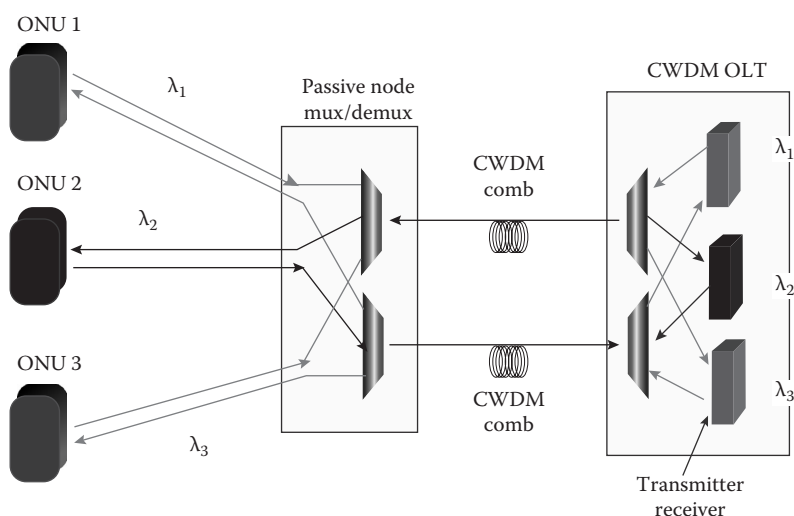 ONU 1
λ1
Passive node
mux/demux
CWDM OLT
λ1
CWDM
comb
ONU 2
λ2
λ2
ONU 3
λ3
CWDM
comb
λ3
Transmitter
receiver